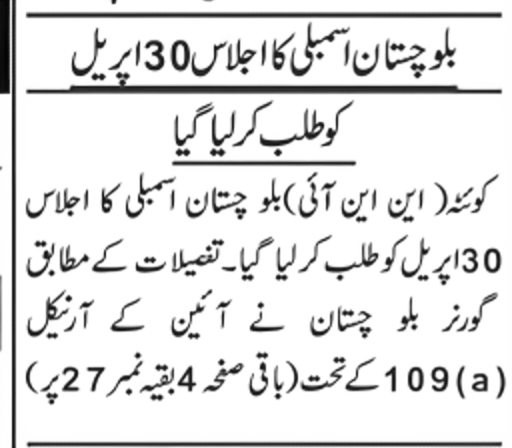 بلوچستان اسمبلی کا اجلاس 30 اپریل
کو طلب کرلیا گیا
کوئٹہ (این این آئی) بلوچستان اسمبلی کا اجلاس
30 اپریل کو طلب کرلیا گیا۔ تفصیلات کے مطابق
گورنر بلوچستان نے آئین کے آرٹیکل
109(a) کے تحت (باقی صفحہ 4 بقیہ نمبر 27 پر)